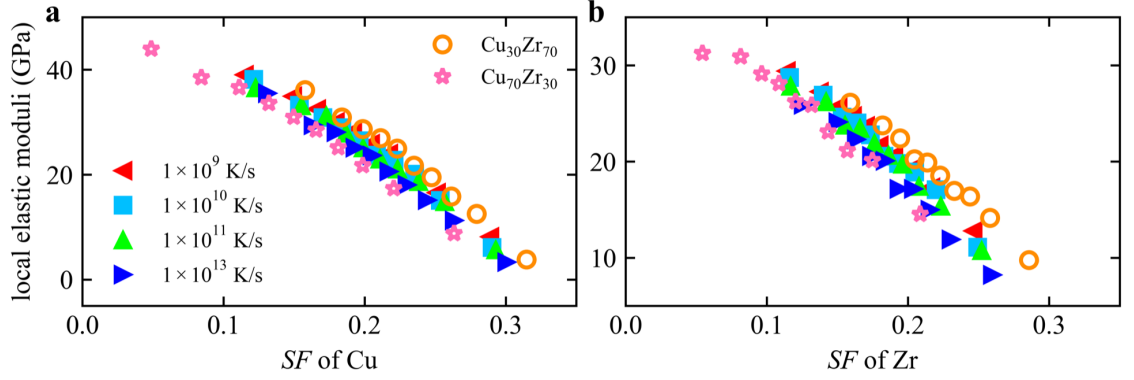 a
b
local elastic moduli (GPa)
40
20
0
0.0
0.1
0.2
0.3
SF of Cu
Cu30Zr70
Cu70Zr30
1×10^9 K/s
1×10^10 K/s
1×10^11 K/s
1×10^13 K/s
30
20
10
0.0
0.1
0.2
0.3
SF of Zr